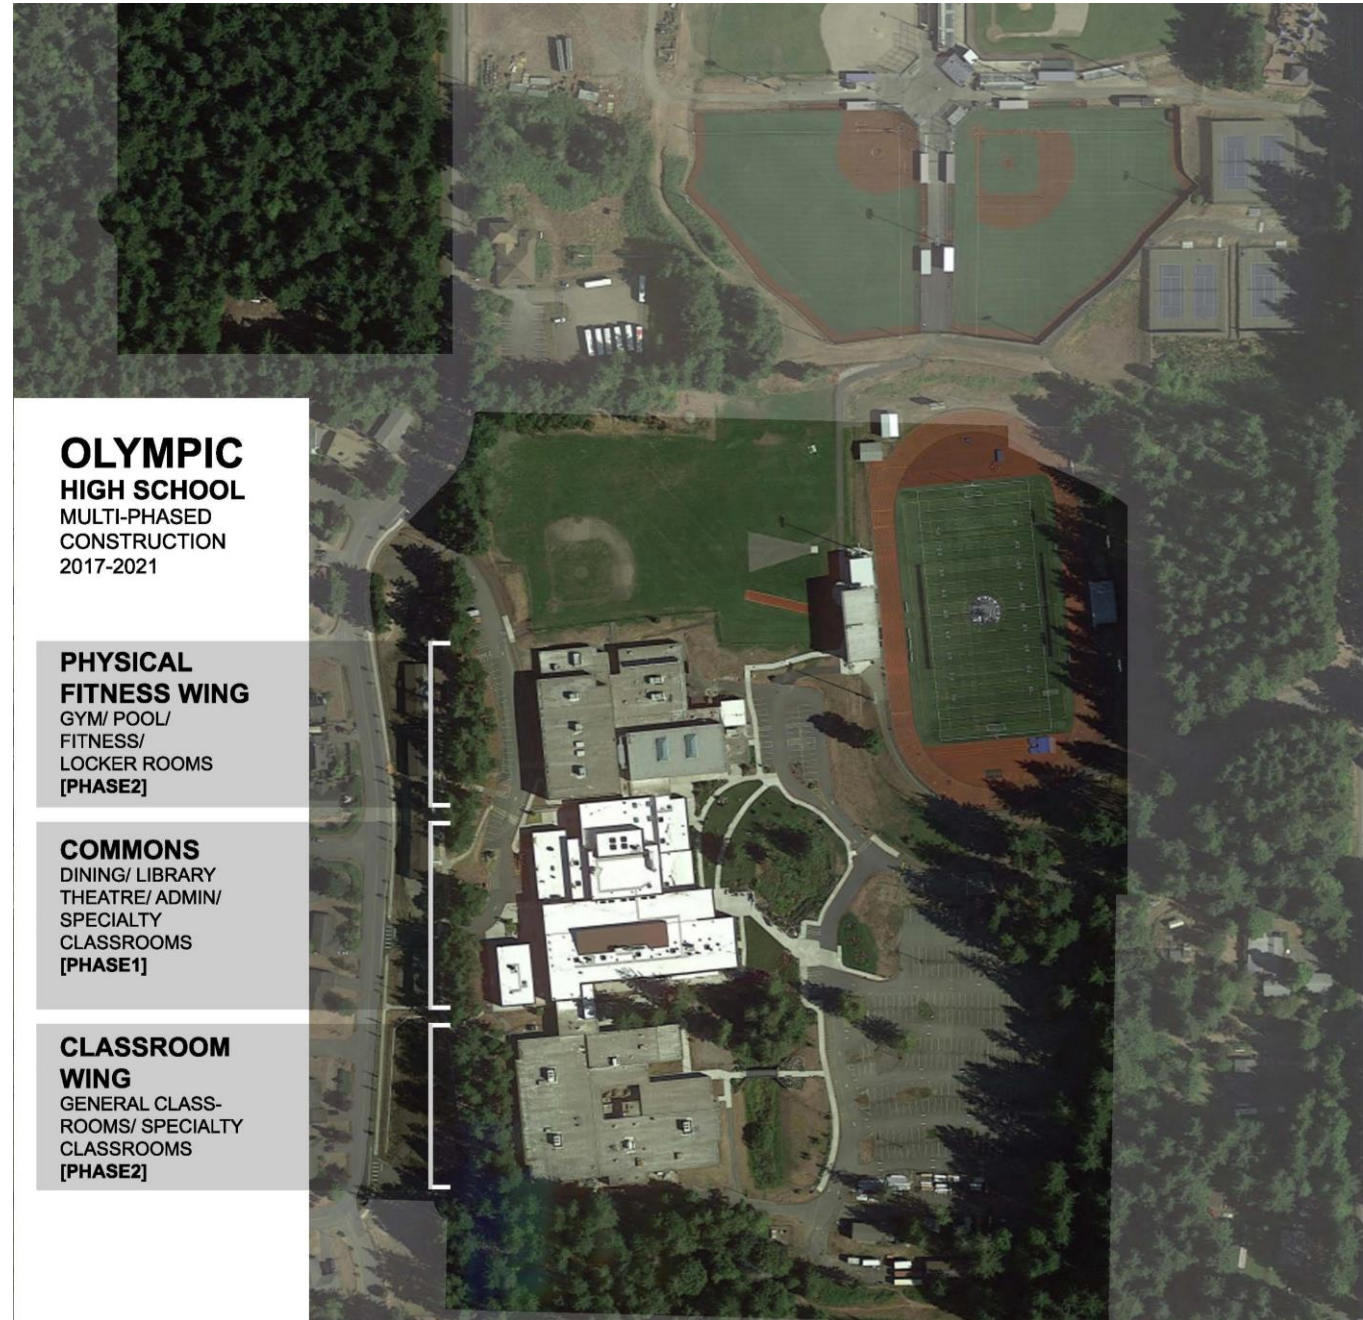 OLYMPIC
HIGH SCHOOL
MULTI-PHASED
CONSTRUCTION
2017-2021
PHYSICAL
FITNESS WING
GYM/ POOL/
FITNESS/
LOCKER ROOMS
[PHASE2]
COMMONS
DINING/ LIBRARY
THEATRE/ ADMIN/
SPECIALTY
CLASSROOMS
[PHASE1]
CLASSROOM
WING
GENERAL CLASS-
ROOMS/ SPECIALTY
CLASSROOMS
[PHASE2]